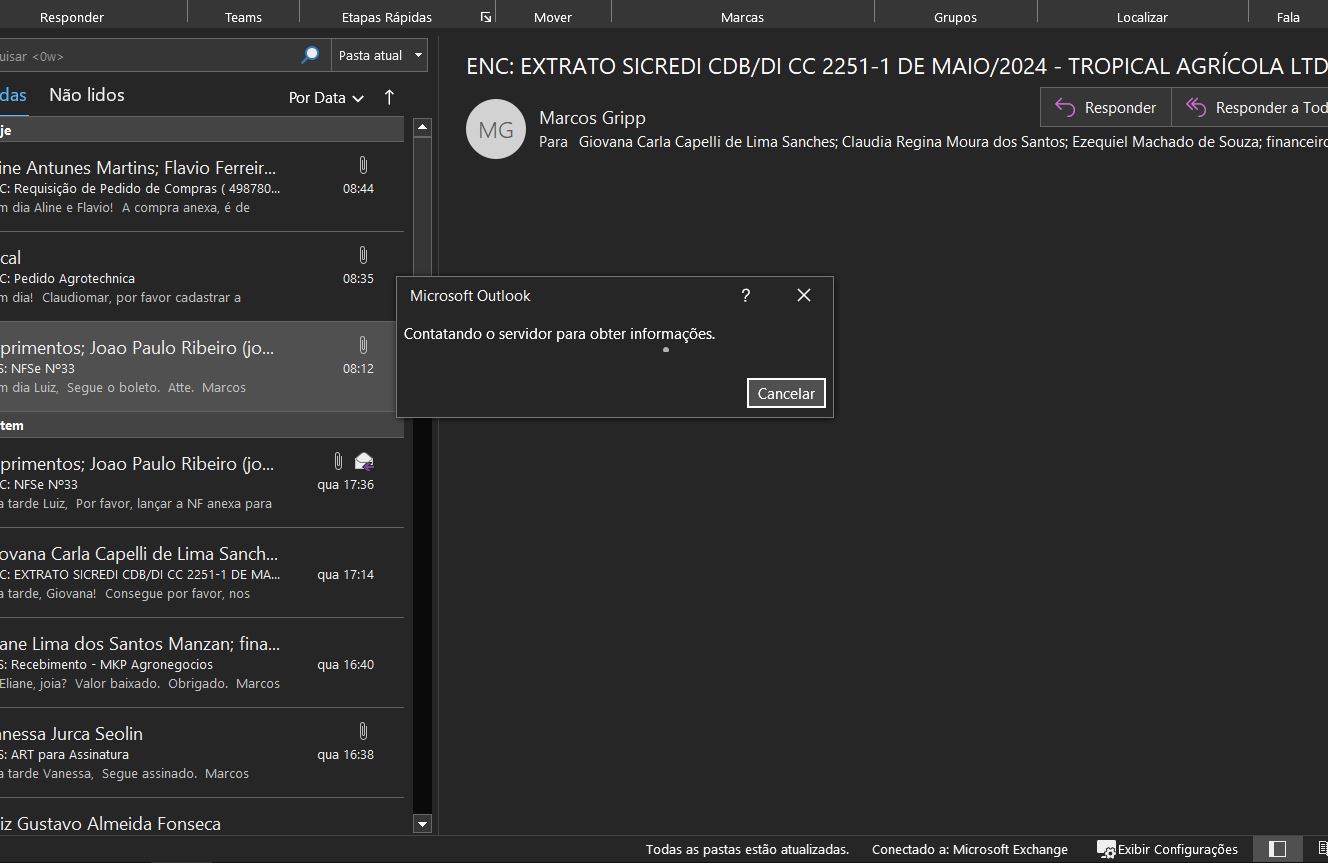 Responder
Teams
Etapas Rápidas
Mover
Marcas
Grupos
Localizar
Fala
uisar <0w>
Pasta atual
das
Não lidos
Por Data
je
ine Antunes Martins; Flavio Ferreir...
C: Requisição de Pedido de Compras ( 498780...
08:44
m dia Aline e Flavio! A compra anexa, é de
cal
C: Pedido Agrotechnica
08:35
m dia! Claudiomar, por favor cadastrar a
primentos; Joao Paulo Ribeiro (jo...
S: NFSe Nº33
08:12
m dia Luiz, Segue o boleto. Atte. Marcos
tem
primentos; Joao Paulo Ribeiro (jo...
C: NFSe Nº33
qua 17:36
a tarde Luiz, Por favor, lançar a NF anexa para
ovana Carla Capelli de Lima Sanch...
C: EXTRATO SICREDI CDB/DI CC 2251-1 DE MA...
qua 17:14
a tarde, Giovana! Consegue por favor, nos
ane Lima dos Santos Manzan; fina...
S: Recebimento - MKP Agronegocios
qua 16:40
Eliane, joia? Valor baixado. Obrigado. Marcos
anessa Jurca Seolin
S: ART para Assinatura
qua 16:38
a tarde Vanessa, Segue assinado. Marcos
iz Gustavo Almeida Fonseca
ENC: EXTRATO SICREDI CDB/DI CC 2251-1 DE MAIO/2024 - TROPICAL AGRÍCOLA LTD
MG
Marcos Gripp
Responder
Responder a Tod
Para Giovana Carla Capelli de Lima Sanches; Claudia Regina Moura dos Santos; Ezequiel Machado de Souza; financeiro
Microsoft Outlook
?
Contatando o servidor para obter informações.
Cancelar
Todas as pastas estão atualizadas.
Conectado a: Microsoft Exchange
Exibir Configurações